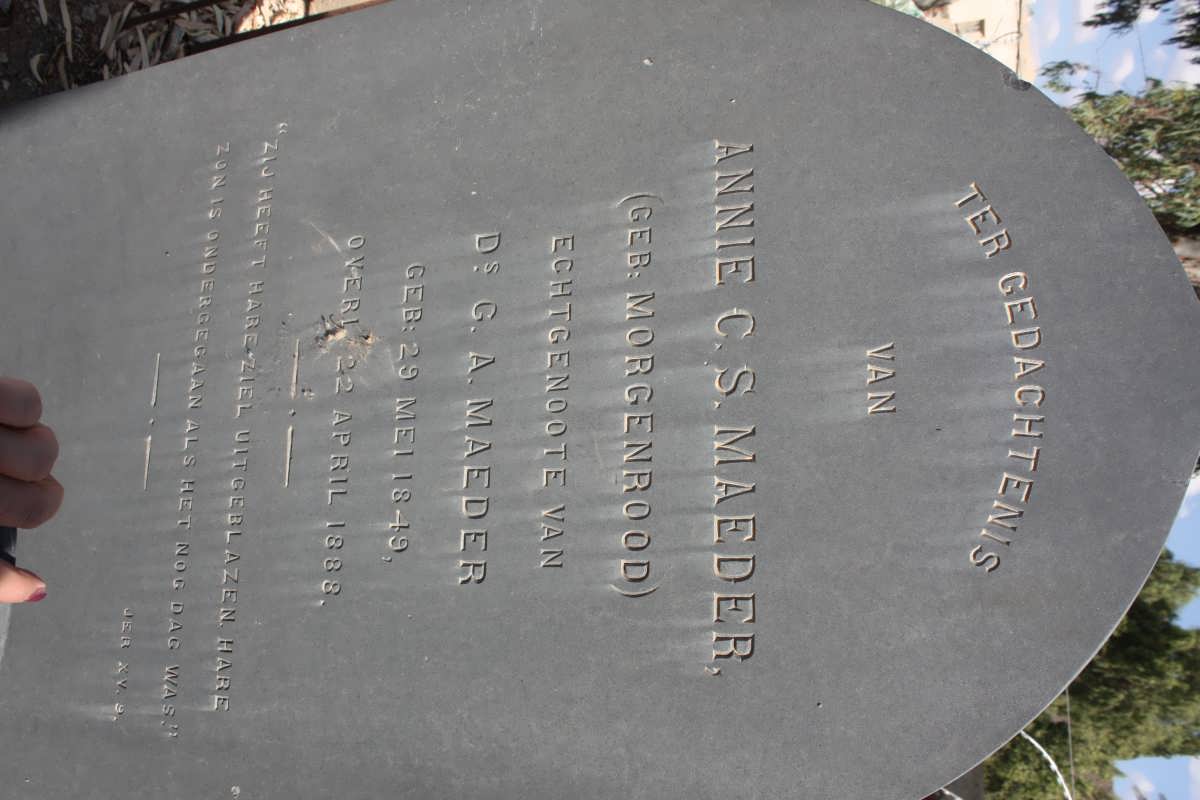 TER GEDACHTENIS
VAN
ANNIE C. S. MAEDER,
(GEB: MORGENROOD)
ECHTGENOOTE VAN
Ds. G. A. MAEDER
GEB: 29 MEI 1849,
OVERL 22 APRIL 1888.
"ZIJ HEEFT HARE ZIEL UITGEBLAZEN, HARE
ZON IS ONDERGEGAAN ALS HET NOG DAG WAS."
JER XV. 9.